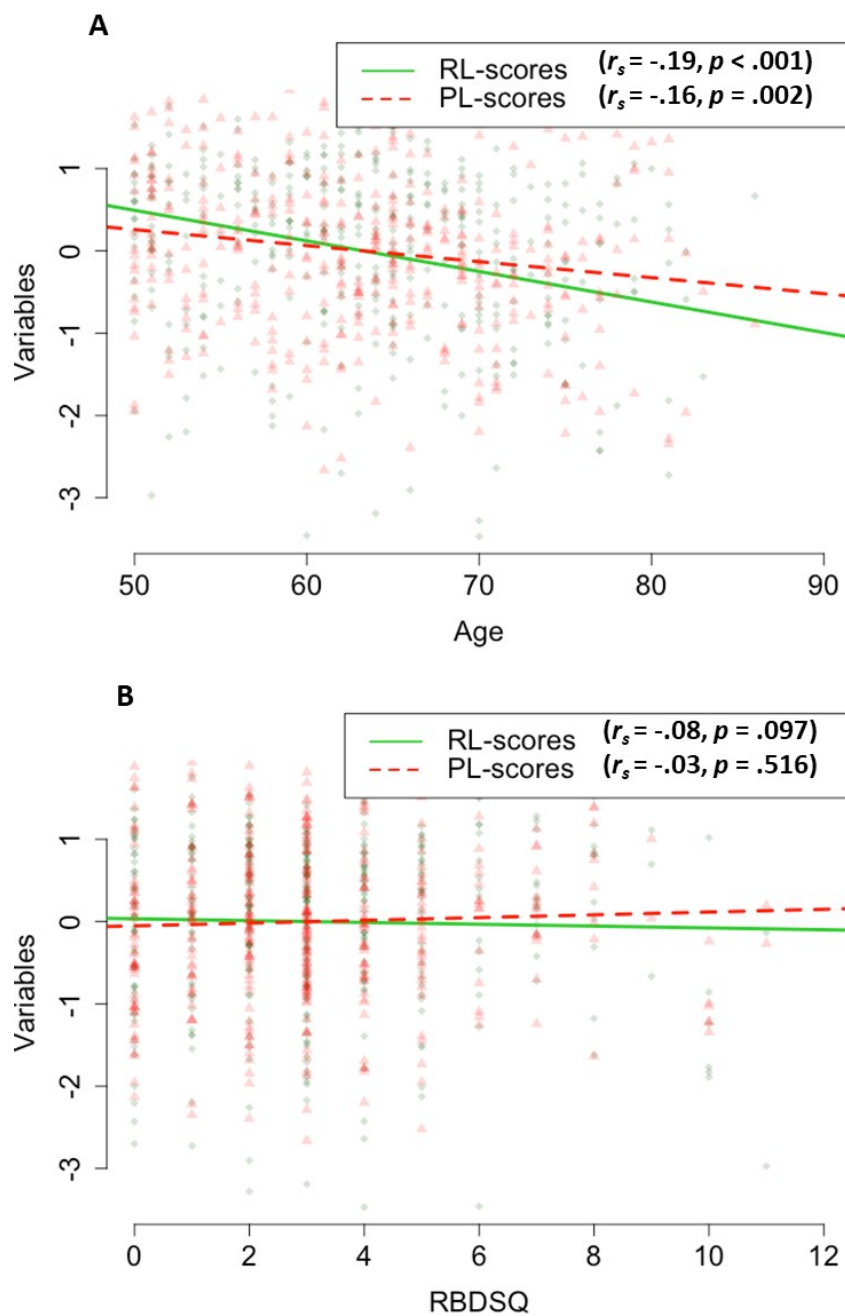 A
RL-scores (rs = -.19, p < .001)
PL-scores (rs = -.16, p = .002)
Variables
1
0
-1
-2
-3
50 60 70 80 90
Age
B
RL-scores (rs = -.08, p = .097)
PL-scores (rs = -.03, p = .516)
Variables
1
0
-1
-2
-3
0 2 4 6 8 10 12
RBDSQ